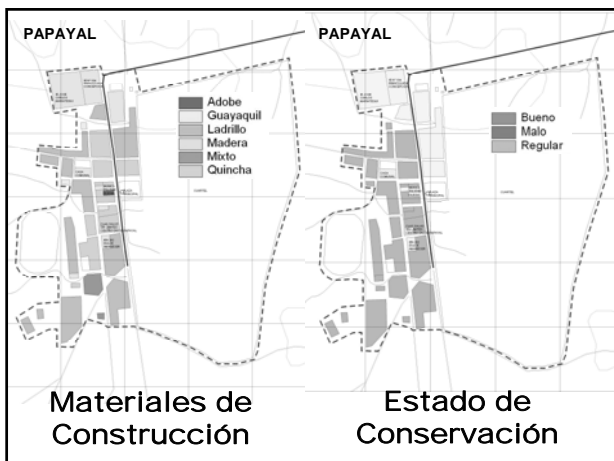 PAPAYAL
Adobe
Guayaquil
Ladrillo
Madera
Mixto
Quincha
Materiales de
Construcción
PAPAYAL
Bueno
Malo
Regular
Estado de
Conservación